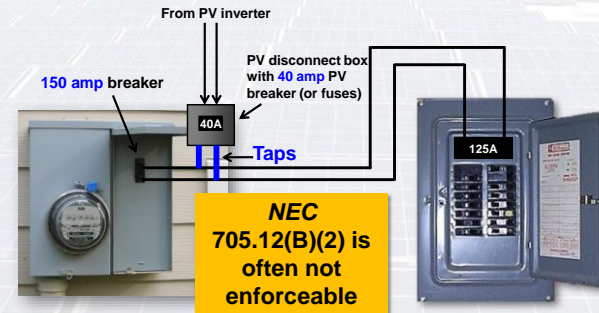 From PV inverter
150 amp breaker
PV disconnect box
with 40 amp PV
breaker (or fuses)
40A
Taps
125A
NEC
705.12(B)(2) is
often not
enforceable